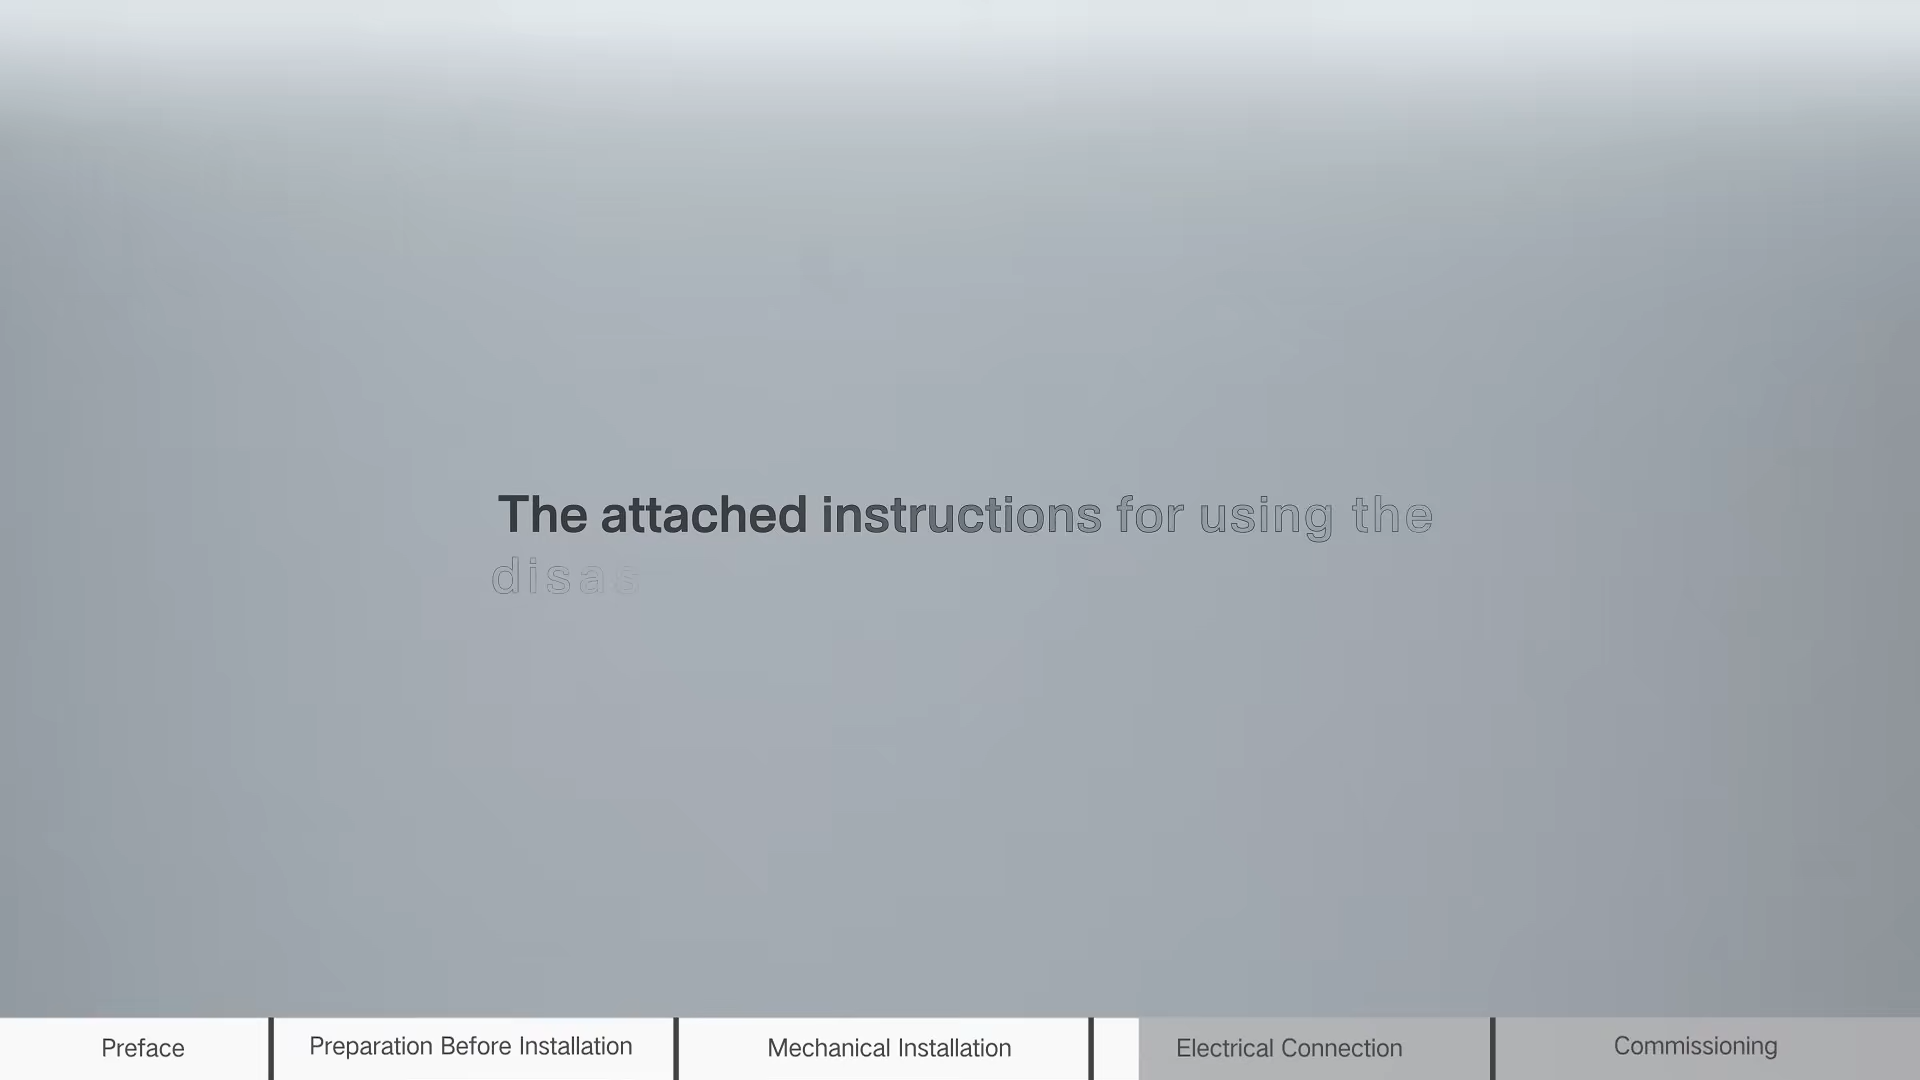 The attached instructions for using the
disas
Preface
Preparation Before Installation
Mechanical Installation
Electrical Connection
Commissioning